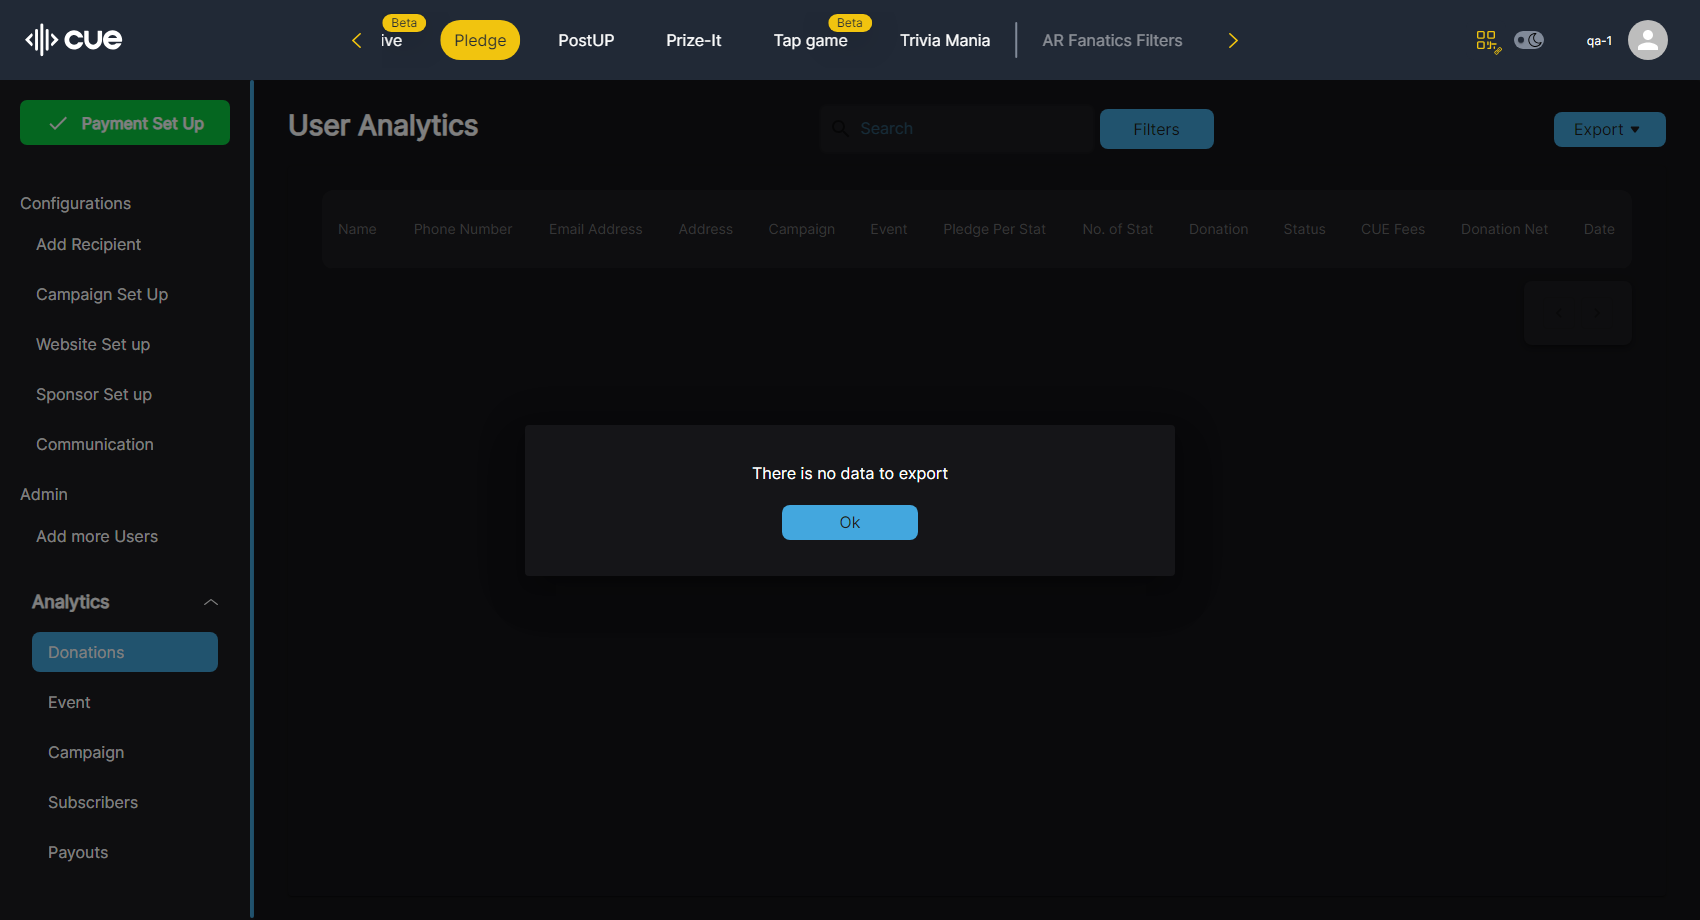 cue
Beta
ive
Pledge
PostUP
Prize-It
Beta
Tap game
Trivia Mania
AR Fanatics Filters
qa-1
Payment Set Up
Configurations
Add Recipient
Campaign Set Up
Website Set up
Sponsor Set up
Communication
Admin
Add more Users
Analytics
Donations
Event
Campaign
Subscribers
Payouts
User Analytics
Search
Filters
Export
Name Phone Number Email Address Address Campaign Event Pledge Per Stat No. of Stat Donation Status CUE Fees Donation Net Date
There is no data to export
Ok